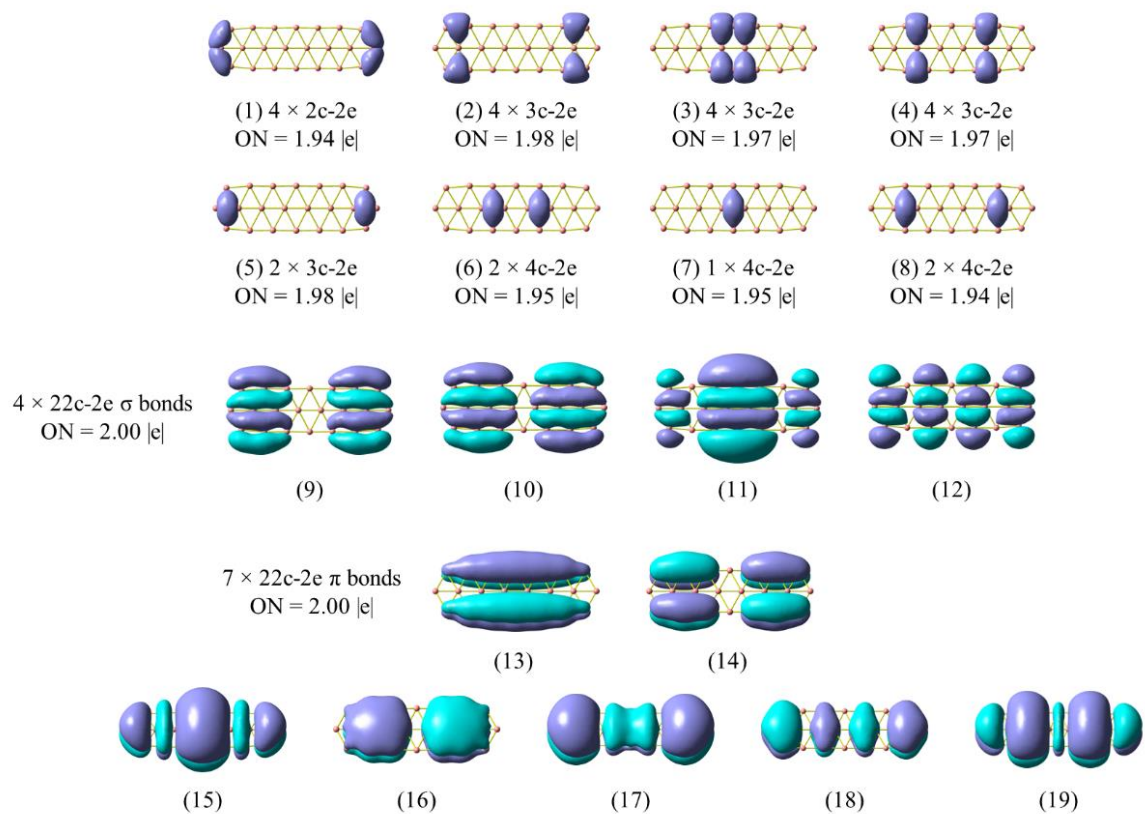 (1) 4 × 2c-2e
ON = 1.94 |e|
(2) 4 × 3c-2e
ON = 1.98 |e|
(3) 4 × 3c-2e
ON = 1.97 |e|
(4) 4 × 3c-2e
ON = 1.97 |e|
(5) 2 × 3c-2e
ON = 1.98 |e|
(6) 2 × 4c-2e
ON = 1.95 |e|
(7) 1 × 4c-2e
ON = 1.95 |e|
(8) 2 × 4c-2e
ON = 1.94 |e|
4 × 22c-2e σ bonds
ON = 2.00 |e|
(9)
(10)
(11)
(12)
7 × 22c-2e π bonds
ON = 2.00 |e|
(13)
(14)
(15)
(16)
(17)
(18)
(19)